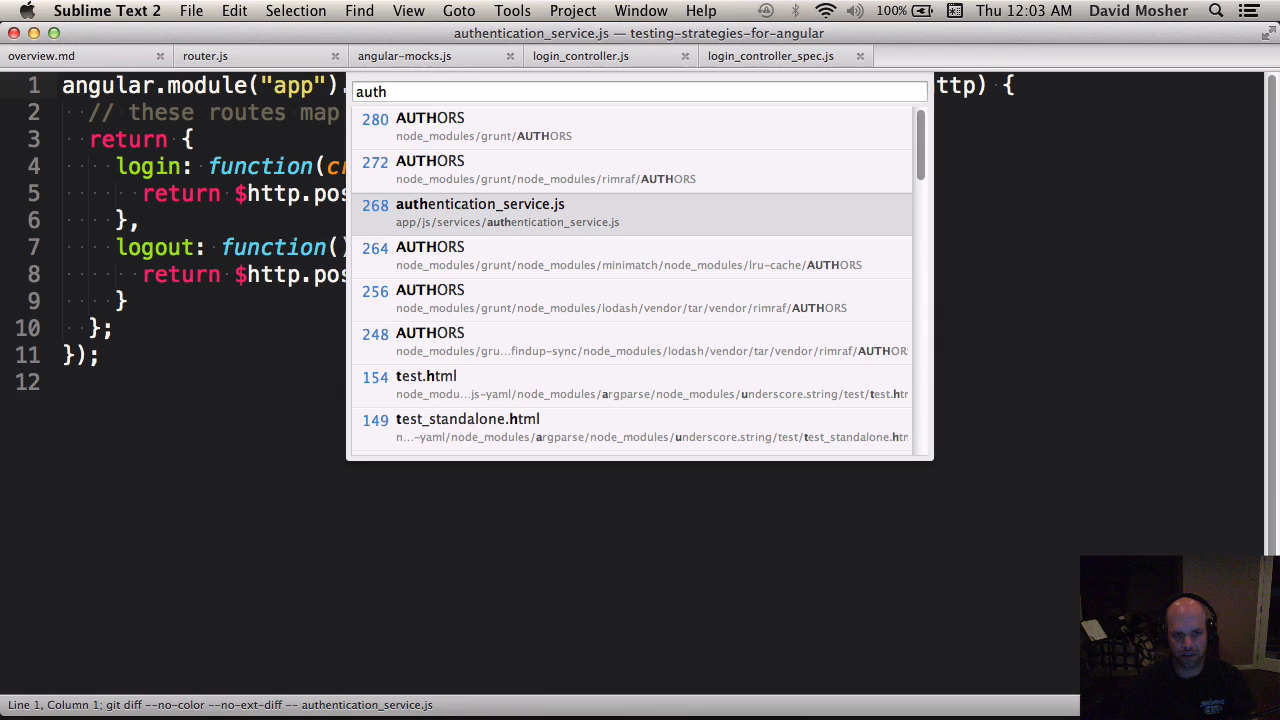 Sublime Text 2 File Edit Selection Find View Goto Tools Project Window Help 100% Thu 12:03 AM David Mosher
authentication_service.js — testing-strategies-for-angular
overview.md router.js angular-mocks.js login_controller.js login_controller_spec.js
1 angular.module("app"). ttp) {
2 // these routes map
3 return {
4 login: function(cr
5 return $http.pos
6 },
7 logout: function()
8 return $http.pos
9 }
10 };
11 });
12
auth
280 AUTHORS
node_modules/grunt/AUTHORS
272 AUTHORS
node_modules/grunt/node_modules/rimraf/AUTHORS
268 authentication_service.js
app/js/services/authentication_service.js
264 AUTHORS
node_modules/grunt/node_modules/minimatch/node_modules/lru-cache/AUTHORS
256 AUTHORS
node_modules/grunt/node_modules/lodash/vendor/tar/vendor/rimraf/AUTHORS
248 AUTHORS
node_modules/gru...findup-sync/node_modules/lodash/vendor/tar/vendor/rimraf/AUTHOR
154 test.html
node_modu...js-yaml/node_modules/argparse/node_modules/underscore.string/test/test.ht
149 test_standalone.html
n...-yaml/node_modules/argparse/node_modules/underscore.string/test/test_standalone.ht
Line 1, Column 1; git diff --no-color --no-ext-diff -- authentication_service.js